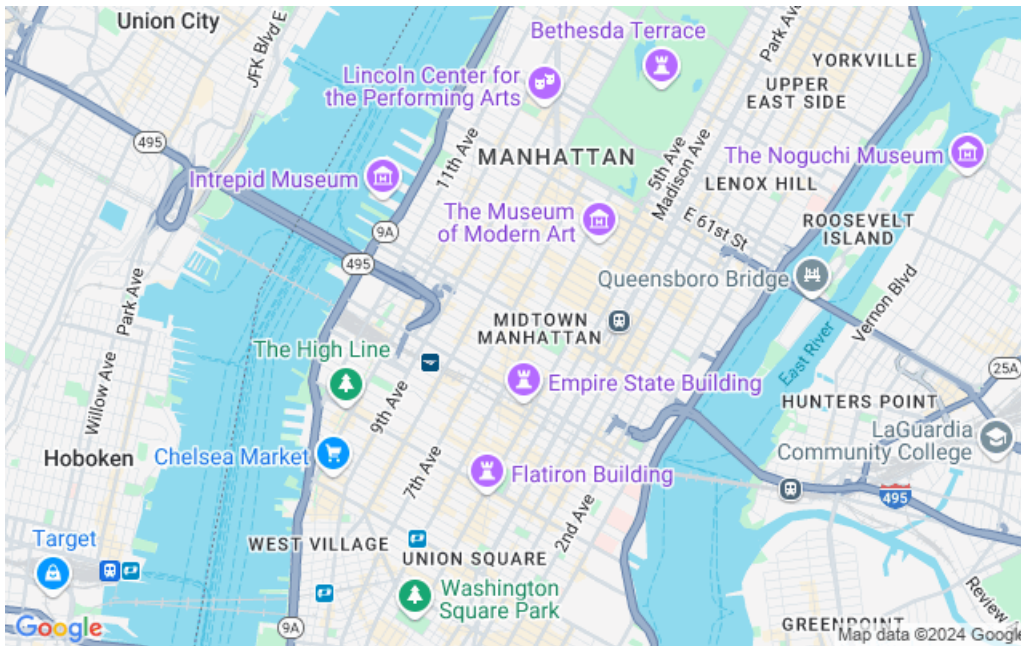 Union City
JFK Blvd E
Bethesda Terrace
Park Ave
YORKVILLE
Lincoln Center for
the Performing Arts
UPPER
EAST SIDE
495
11th Ave
MANHATTAN
5th Ave
Madison Ave
The Noguchi Museum
Intrepid Museum
LENOX HILL
The Museum
of Modern Art
E 61st St
ROOSEVELT
ISLAND
9A
495
Queensboro Bridge
Park Ave
Vernon Blvd
MIDTOWN
MANHATTAN
East River
The High Line
25A
Willow Ave
9th Ave
Empire State Building
HUNTERS POINT
LaGuardia
Community College
Hoboken
Chelsea Market
7th Ave
Flatiron Building
495
2nd Ave
Target
WEST VILLAGE
UNION SQUARE
Washington
Square Park
Review
9A
GREENPOINT
Google
Map data ©2024 Google